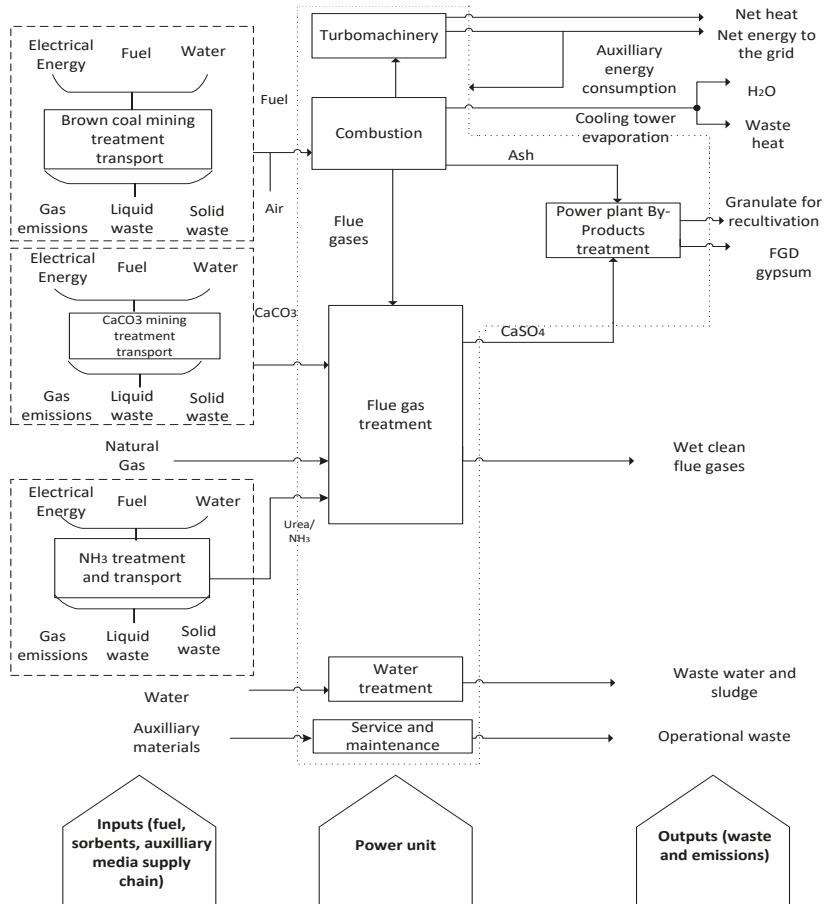 Electrical
Energy
Fuel
Water
Brown coal mining
treatment
transport
Gas
emissions
Liquid
waste
Solid
waste
Fuel
Air
Turbomachinery
Combustion
Net heat
Net energy to
the grid
Auxilliary
energy
consumption
H2O
Cooling tower
evaporation
Waste
heat
Ash
Flue
gases
Power plant By-
Products
treatment
Granulate for
recultivation
FGD
gypsum
Electrical
Energy
Fuel
Water
CaCO3 mining
treatment
transport
Gas
emissions
Liquid
waste
Solid
waste
CaCO3
CaSO4
Flue gas
treatment
Natural
Gas
Wet clean
flue gases
Electrical
Energy
Fuel
Water
NH3 treatment
and transport
Gas
emissions
Liquid
waste
Solid
waste
Urea/
NH3
Water
Water
treatment
Waste water and
sludge
Auxilliary
materials
Service and
maintenance
Operational waste
Inputs (fuel,
sorbents, auxilliary
media supply
chain)
Power unit
Outputs (waste
and emissions)